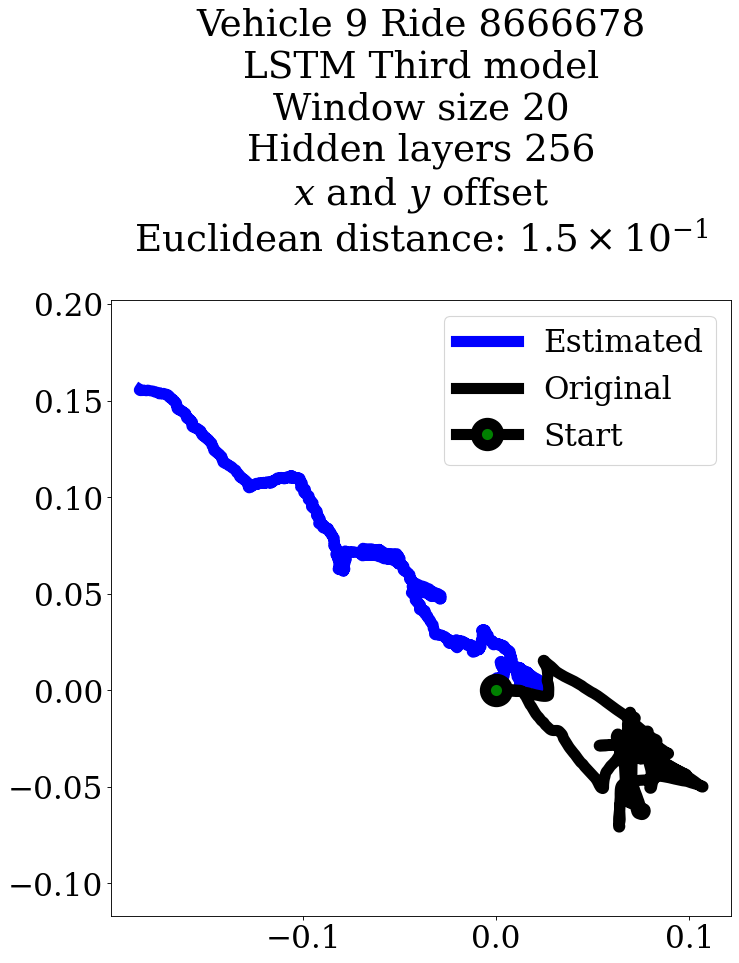 Vehicle 9 Ride 8666678
LSTM Third model
Window size 20
Hidden layers 256
x and y offset
Euclidean distance: 1.5 × 10⁻¹
0.20
Estimated
Original
Start
0.15
0.10
0.05
0.00
−0.05
−0.10
−0.1
0.0
0.1